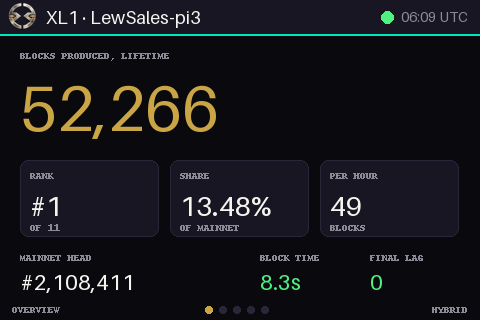 XL1 · LewSales-pi3
06:09 UTC
BLOCKS PRODUCED, LIFETIME
52,266
RANK
#1
OF 11
SHARE
13.48%
OF MAINNET
PER HOUR
49
BLOCKS
MAINNET HEAD
#2,108,411
BLOCK TIME
8.3s
FINAL LAG
0
OVERVIEW
HYBRID